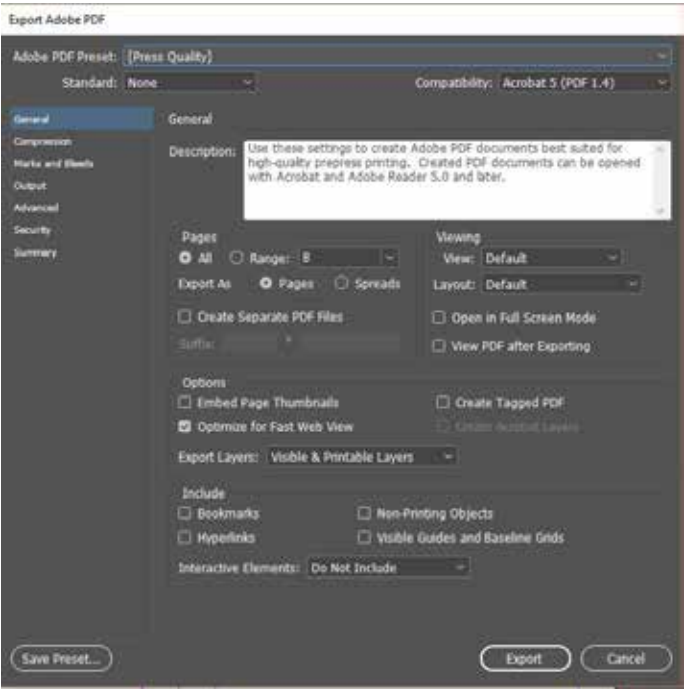 Export Adobe PDF
Adobe PDF Preset: [Press Quality]
Standard: None
Compatibility: Acrobat 5 (PDF 1.4)
General
Compression
Marks and Bleeds
Output
Advanced
Security
Summary
General
Description: Use these settings to create Adobe PDF documents best suited for
high-quality prepress printing. Created PDF documents can be opened
with Acrobat and Adobe Reader 5.0 and later.
Pages
All Range: 8
Export As Pages Spreads
Create Separate PDF Files
Suffix:
Viewing
View: Default
Layout: Default
Open in Full Screen Mode
View PDF after Exporting
Options
Embed Page Thumbnails
Create Tagged PDF
Optimize for Fast Web View
Create Acrobat Layers
Export Layers: Visible & Printable Layers
Include
Bookmarks
Non-Printing Objects
Hyperlinks
Visible Guides and Baseline Grids
Interactive Elements: Do Not Include
Save Preset...
Export
Cancel